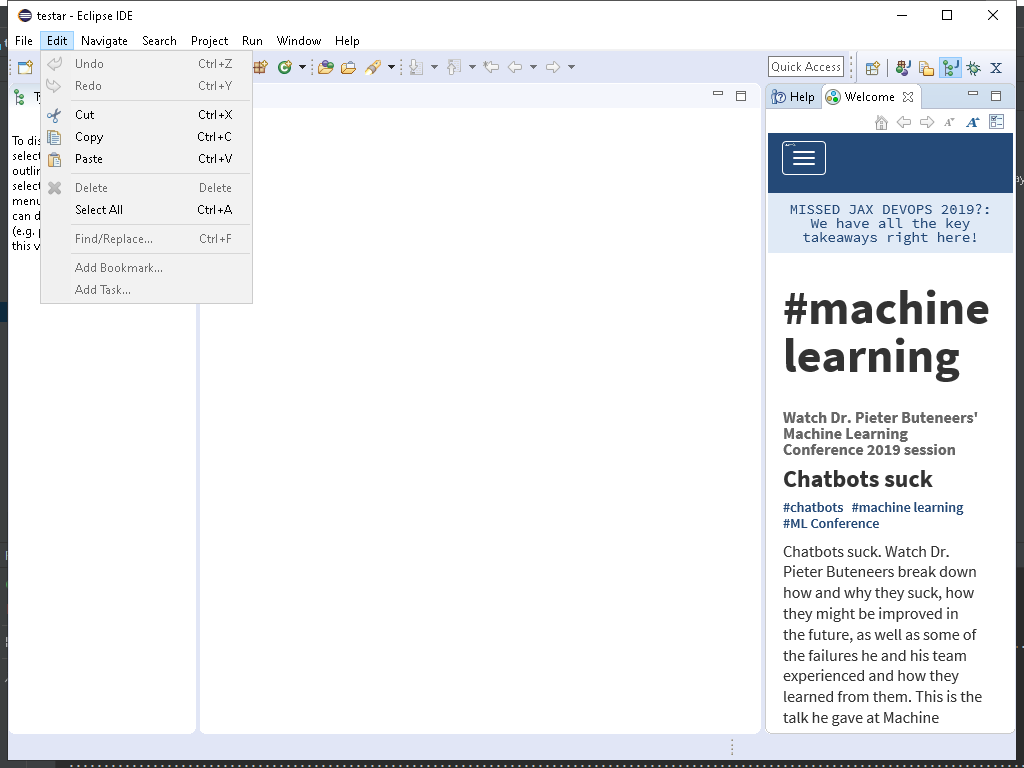 testar - Eclipse IDE
File Edit Navigate Search Project Run Window Help
Undo Ctrl+Z
Redo Ctrl+Y
Cut Ctrl+X
Copy Ctrl+C
Paste Ctrl+V
Delete Delete
Select All Ctrl+A
Find/Replace... Ctrl+F
Add Bookmark...
Add Task...
To dis
select
outlin
select
menu
can d
(e.g. p
this v
Quick Access
Help Welcome
MISSED JAX DEVOPS 2019?:
We have all the key
takeaways right here!
#machine
learning
Watch Dr. Pieter Buteneers'
Machine Learning
Conference 2019 session
Chatbots suck
#chatbots #machine learning
#ML Conference
Chatbots suck. Watch Dr.
Pieter Buteneers break down
how and why they suck, how
they might be improved in
the future, as well as some of
the failures he and his team
experienced and how they
learned from them. This is the
talk he gave at Machine